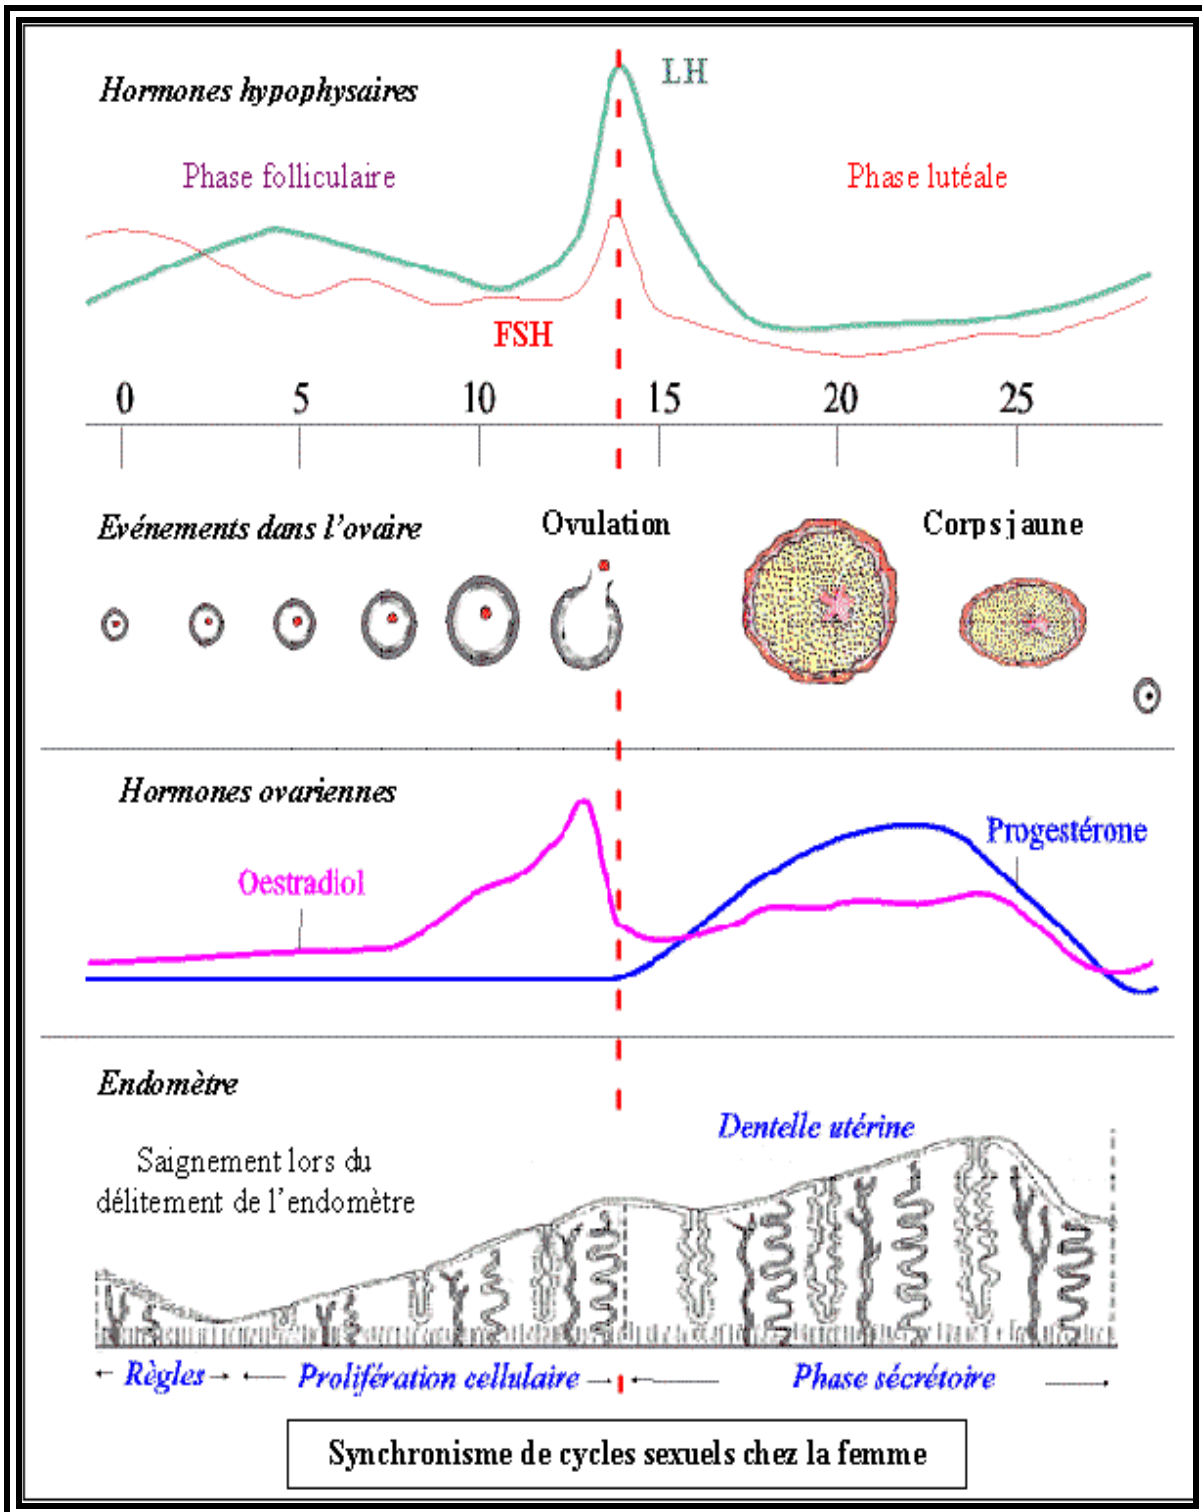 Hormones hypophysaires
LH
Phase folliculaire
Phase lutéale
FSH
0 5 10 15 20 25
Evénements dans l'ovaire
Ovulation
Corps jaune
Hormones ovariennes
Oestradiol
Progestérone
Endomètre
Dentelle utérine
Saignement lors du
délitement de l'endomètre
Règles
Prolifération cellulaire
Phase sécrétoire
Synchronisme de cycles sexuels chez la femme